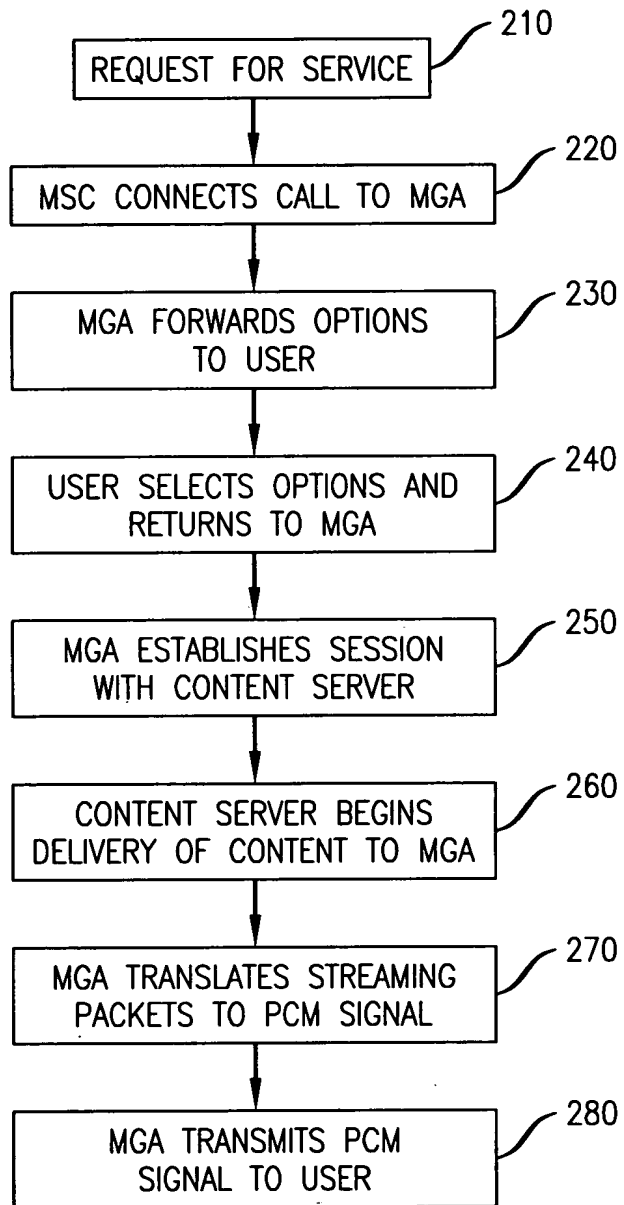 210
REQUEST FOR SERVICE
220
MSC CONNECTS CALL TO MGA
230
MGA FORWARDS OPTIONS
TO USER
240
USER SELECTS OPTIONS AND
RETURNS TO MGA
250
MGA ESTABLISHES SESSION
WITH CONTENT SERVER
260
CONTENT SERVER BEGINS
DELIVERY OF CONTENT TO MGA
270
MGA TRANSLATES STREAMING
PACKETS TO PCM SIGNAL
280
MGA TRANSMITS PCM
SIGNAL TO USER